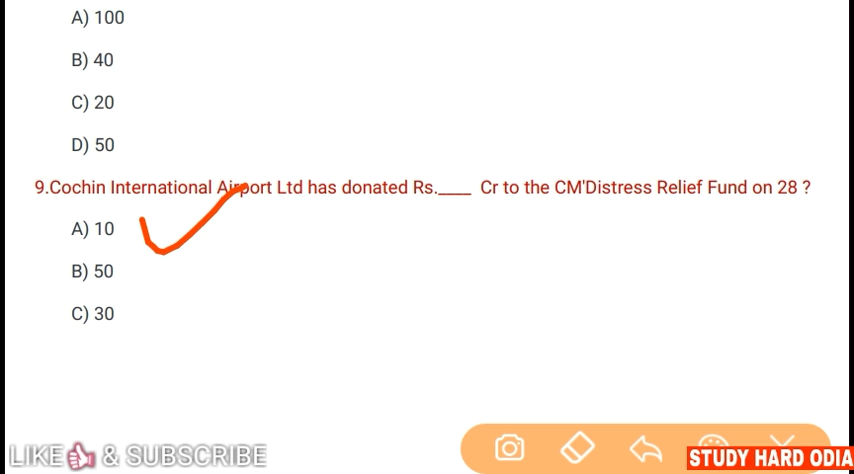 A) 100
B) 40
C) 20
D) 50
9.Cochin International Airport Ltd has donated Rs.____ Cr to the CM'Distress Relief Fund on 28 ?
A) 10
B) 50
C) 30
LIKE & SUBSCRIBE
STUDY HARD ODIA